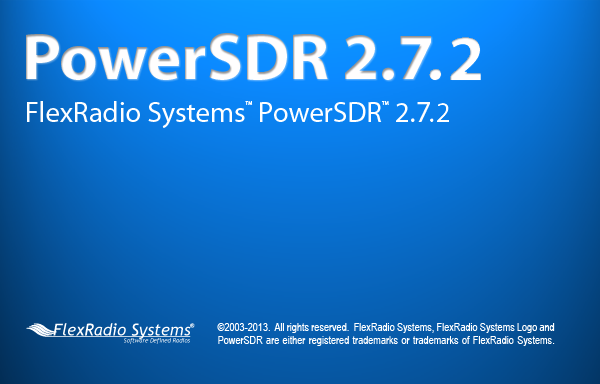 PowerSDR 2.7.2
FlexRadio Systems™ PowerSDR™ 2.7.2
FlexRadio Systems®
Software Defined Radios
©2003-2013. All rights reserved. FlexRadio Systems, FlexRadio Systems Logo and
PowerSDR are either registered trademarks or trademarks of FlexRadio Systems.